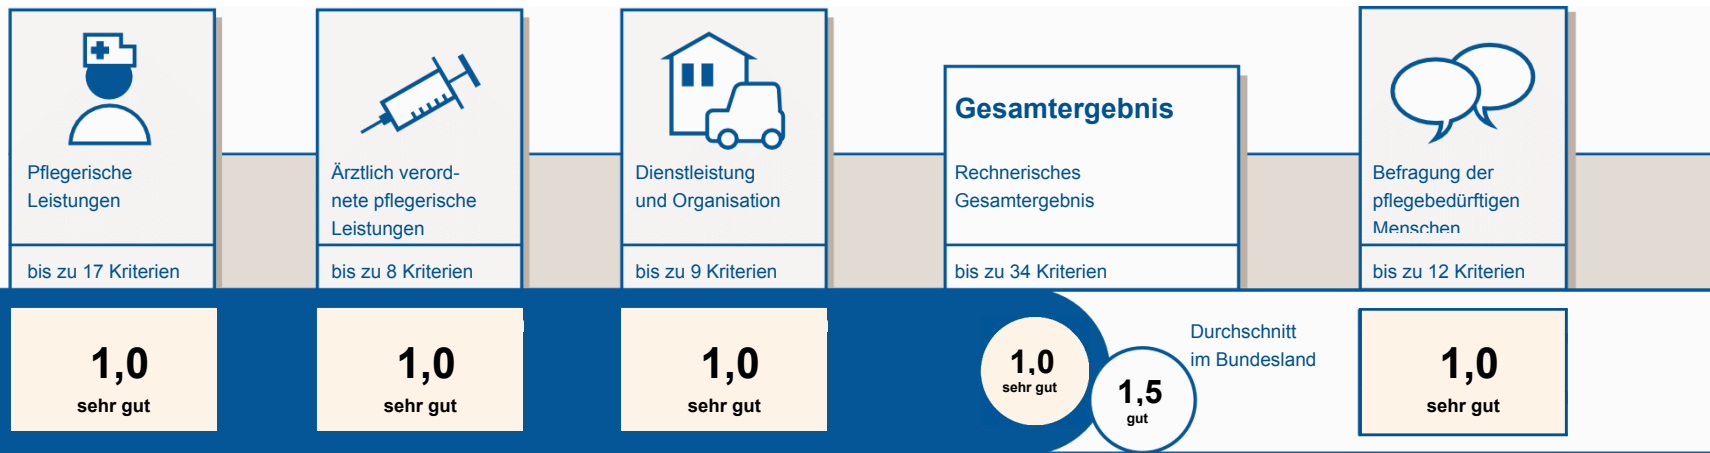 Pflegerische
Leistungen
bis zu 17 Kriterien
1,0
sehr gut
Ärztlich verord-
nete pflegerische
Leistungen
bis zu 8 Kriterien
1,0
sehr gut
Dienstleistung
und Organisation
bis zu 9 Kriterien
1,0
sehr gut
Gesamtergebnis
Rechnerisches
Gesamtergebnis
bis zu 34 Kriterien
1,0
sehr gut
1,5
gut
Durchschnitt
im Bundesland
Befragung der
pflegebedürftigen
Menschen
bis zu 12 Kriterien
1,0
sehr gut